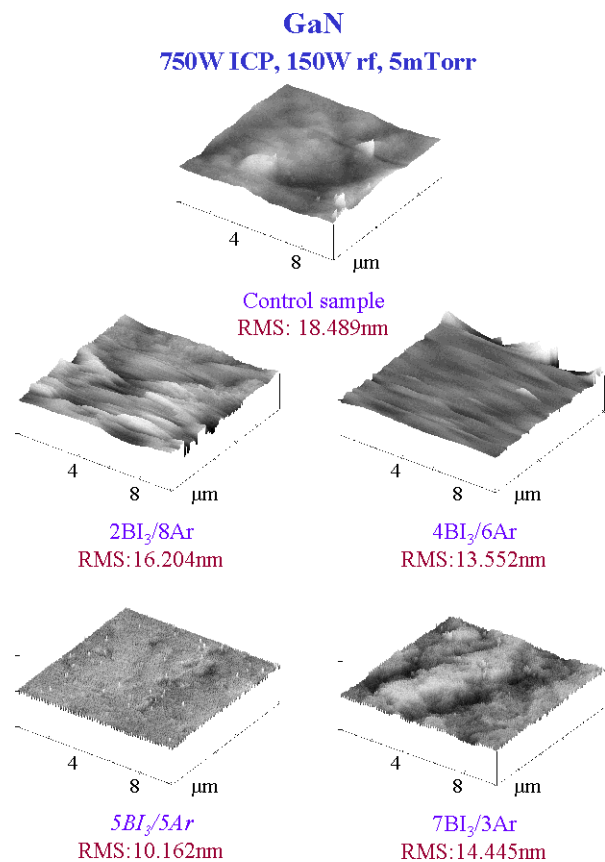 GaN
750W ICP, 150W rf, 5mTorr
4
8
μm
Control sample
RMS: 18.489nm
4
8
μm
4
8
μm
2BI₃/8Ar
4BI₃/6Ar
RMS:16.204nm
RMS:13.552nm
4
8
μm
4
8
μm
5BI₃/5Ar
7BI₃/3Ar
RMS:10.162nm
RMS:14.445nm